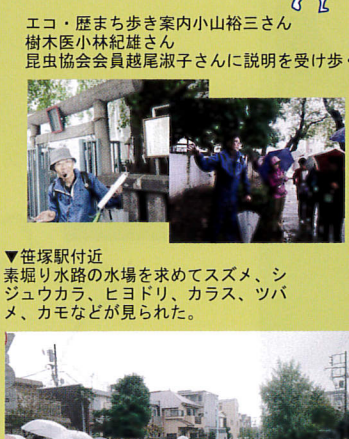 エコ・歴まち歩き案内小山裕三さん
樹木医小林紀雄さん
昆虫協会会員越尾淑子さんに説明を受け歩
▼笹塚駅付近
素堀り水路の水場を求めてスズメ、シ
ジュウカラ、ヒヨドリ、カラス、ツバ
メ、カモなどが見られた。